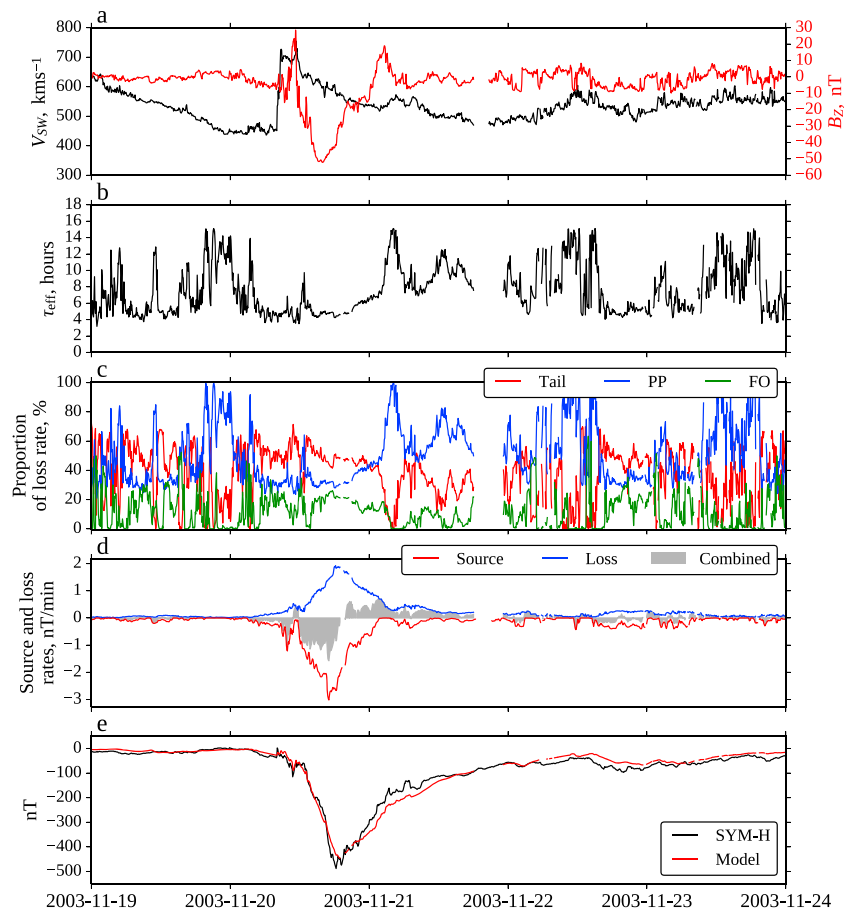 a
800
700
600
500
400
300
V_SW, kms⁻¹
30
20
10
0
−10
−20
−30
−40
−50
−60
B_Z, nT
b
18
16
14
12
10
8
6
4
2
0
τ_eff, hours
c
100
80
60
40
20
0
Proportion
of loss rate, %
Tail PP FO
d
2
1
0
−1
−2
−3
Source and loss
rates, nT/min
Source Loss Combined
e
0
−100
−200
−300
−400
−500
nT
SYM-H
Model
2003-11-19 2003-11-20 2003-11-21 2003-11-22 2003-11-23 2003-11-24